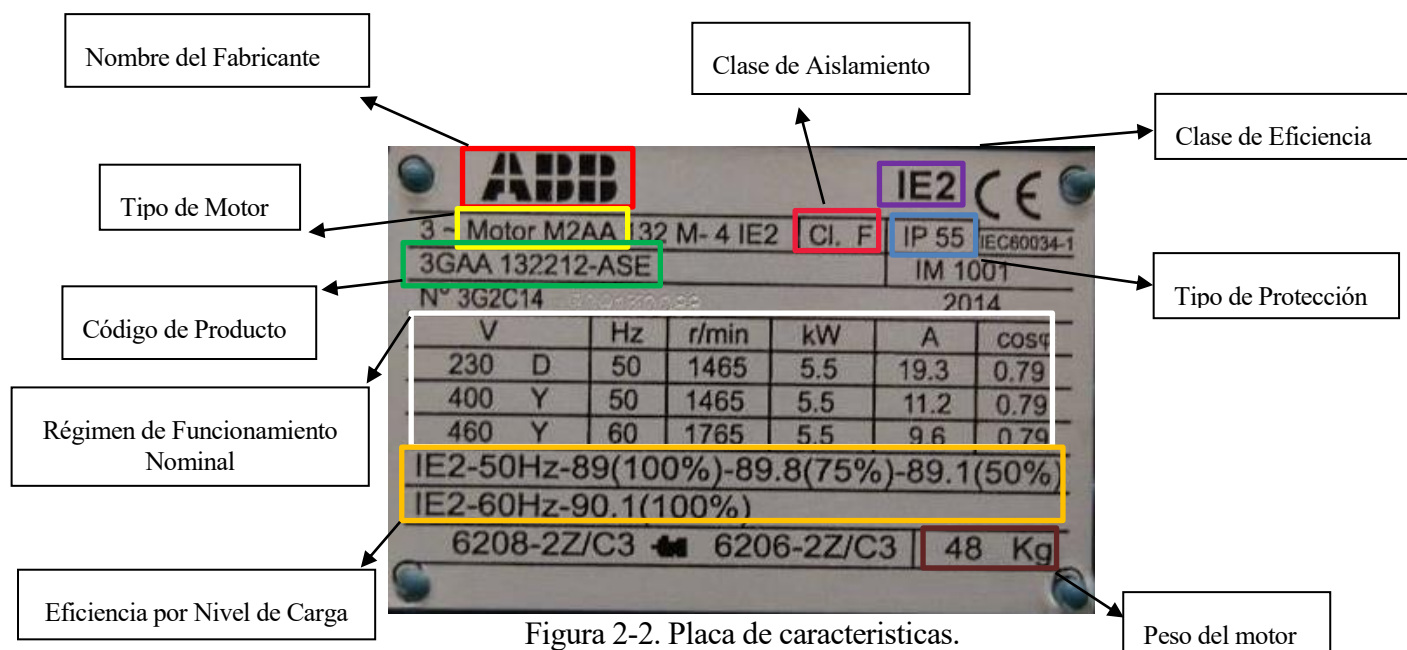 Nombre del Fabricante
Clase de Aislamiento
Clase de Eficiencia
Tipo de Motor
Código de Producto
Tipo de Protección
Régimen de Funcionamiento
Nominal
Eficiencia por Nivel de Carga
Peso del motor
ABB IE2 CE
3 ~ Motor M2AA 132 M- 4 IE2 Cl. F IP 55 IEC60034-1
3GAA 132212-ASE IM 1001
N° 3G2C14 2014
V Hz r/min kW A cosφ
230 D 50 1465 5.5 19.3 0.79
400 Y 50 1465 5.5 11.2 0.79
460 Y 60 1765 5.5 9.6 0.79
IE2-50Hz-89(100%)-89.8(75%)-89.1(50%)
IE2-60Hz-90.1(100%)
6208-2Z/C3 6206-2Z/C3 48 Kg
Figura 2-2. Placa de caracteristicas.